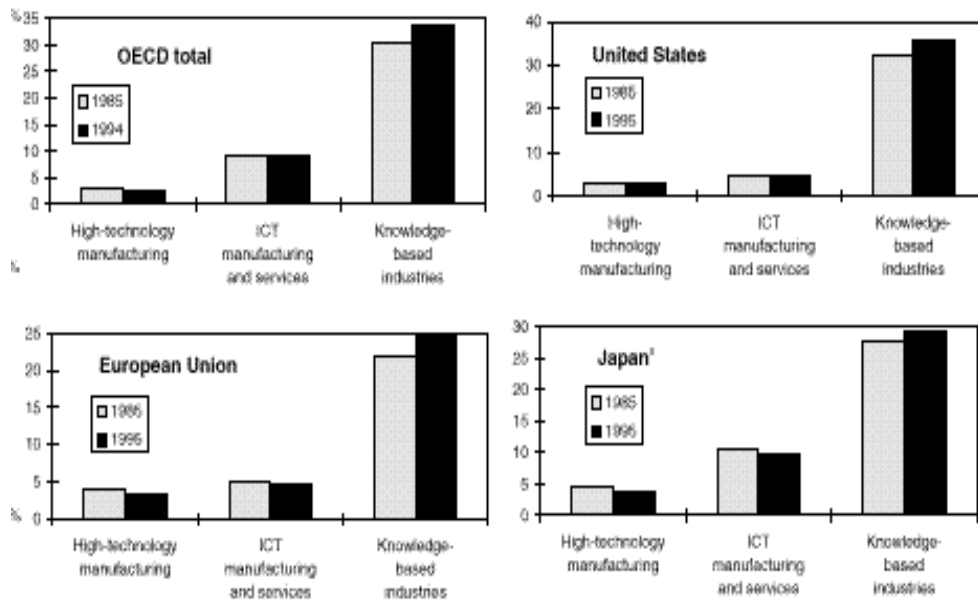 %
35
30
25
20
15
10
5
0
OECD total
1985
1994
High-technology
manufacturing
ICT
manufacturing
and services
Knowledge-
based
industries
40
30
20
10
0
United States
1985
1995
High-
technology
manufacturing
ICT
manufacturing
and services
Knowledge-
based
industries
%
25
20
15
10
5
0
European Union
1985
1995
High-technology
manufacturing
ICT
manufacturing
and services
Knowledge-
based
industries
%
30
25
20
15
10
5
0
Japan¹
1985
1995
High-technology
manufacturing
ICT
manufacturing
and services
Knowledge-
based
industries